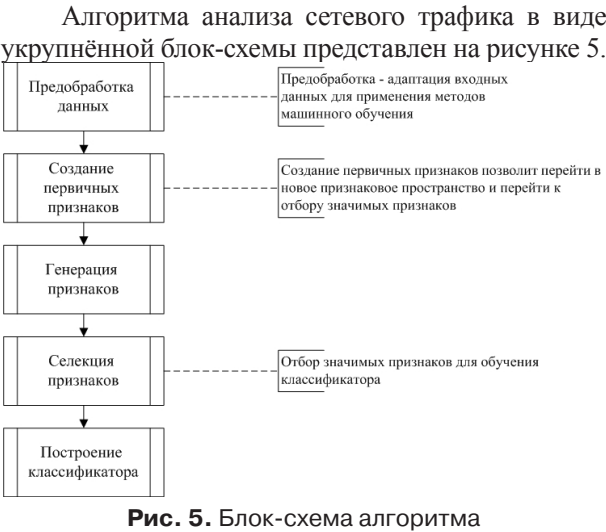 Алгоритма анализа сетевого трафика в виде
укрупнённой блок-схемы представлен на рисунке 5.
Предобработка
данных
Предобработка - адаптация входных
данных для применения методов
машинного обучения
Создание
первичных
признаков
Создание первичных признаков позволит перейти в
новое признаковое пространство и перейти к
отбору значимых признаков
Генерация
признаков
Селекция
признаков
Отбор значимых признаков для обучения
классификатора
Построение
классификатора
Рис. 5. Блок-схема алгоритма